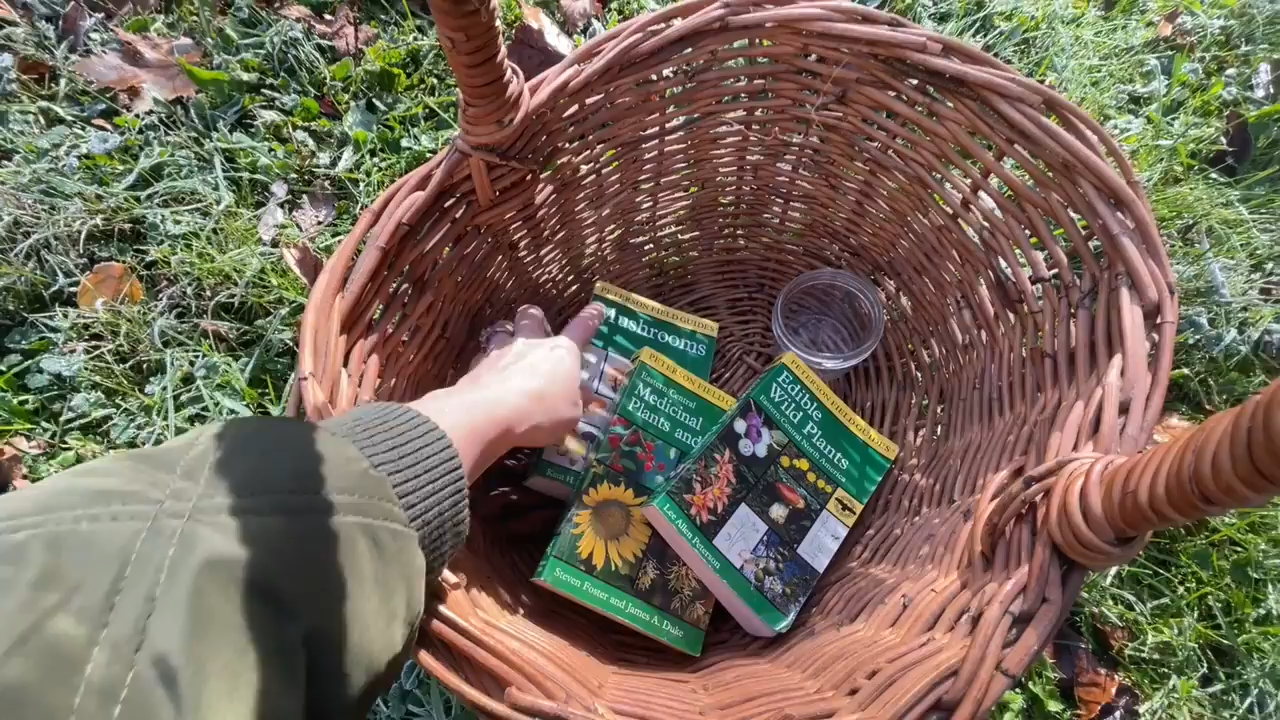 PETERSON FIELD GUIDES
Mushrooms
Kent H.
PETERSON FIELD G
Eastern/Central
Medicinal
Plants and
Steven Foster and James A. Duke
PETERSON FIELD GUIDES
Edible
Wild Plants
Eastern/Central North America
Lee Allen Peterson